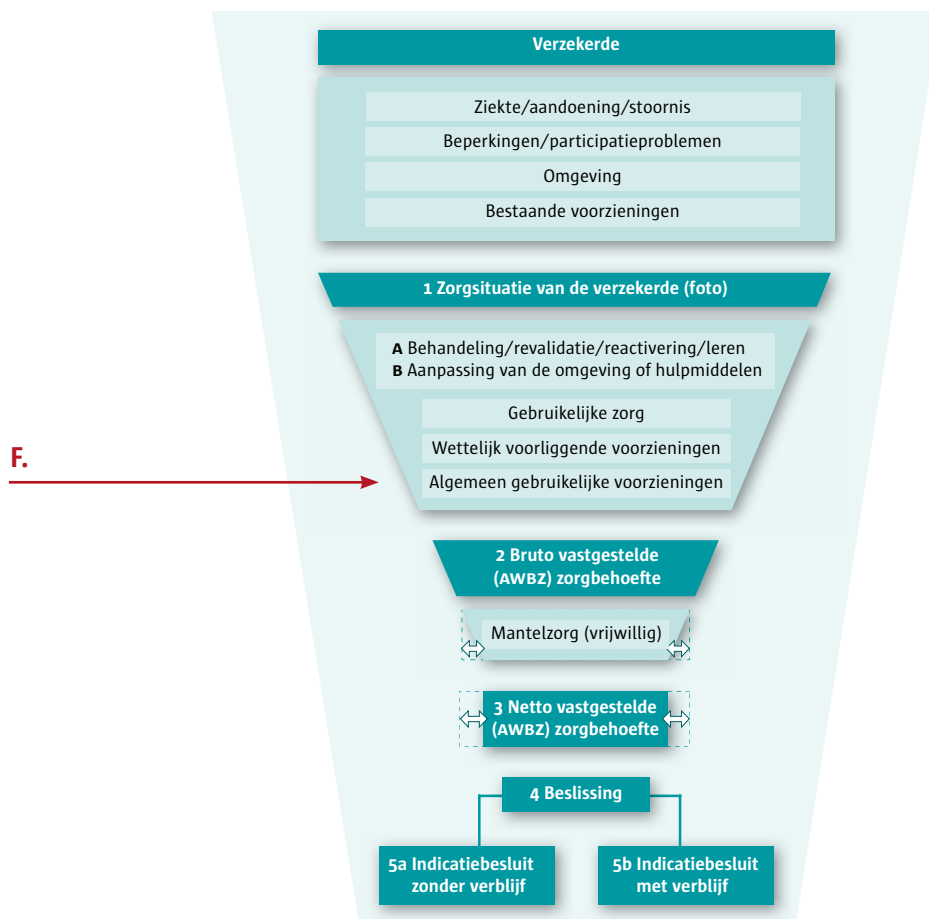 Verzekerde
Ziekte/aandoening/stoornis
Beperkingen/participatieproblemen
Omgeving
Bestaande voorzieningen
1 Zorgsituatie van de verzekerde (foto)
A Behandeling/revalidatie/reactivering/leren
B Aanpassing van de omgeving of hulpmiddelen
Gebruikelijke zorg
Wettelijk voorliggende voorzieningen
F.
Algemeen gebruikelijke voorzieningen
2 Bruto vastgestelde
(AWBZ) zorgbehoefte
Mantelzorg (vrijwillig)
3 Netto vastgestelde
(AWBZ) zorgbehoefte
4 Beslissing
5a Indicatiebesluit
zonder verblijf
5b Indicatiebesluit
met verblijf